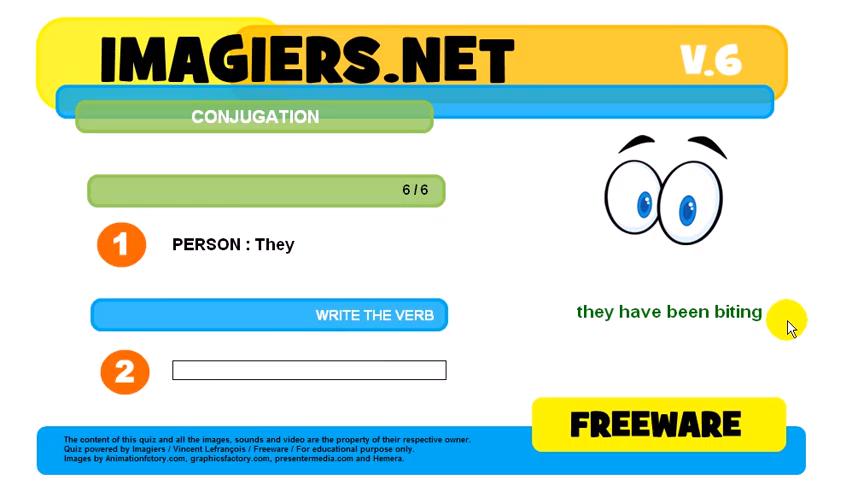 IMAGIERS.NET
V.6
CONJUGATION
6 / 6
1
PERSON : They
they have been biting
WRITE THE VERB
2
FREEWARE
The content of this quiz and all the images, sounds and video are the property of their respective owner.
Quiz powered by Imagiers / Vincent Lefrançois / Freeware / For educational purpose only.
Images by Animationfctory.com, graphicsfactory.com, presentermedia.com and Hemera.